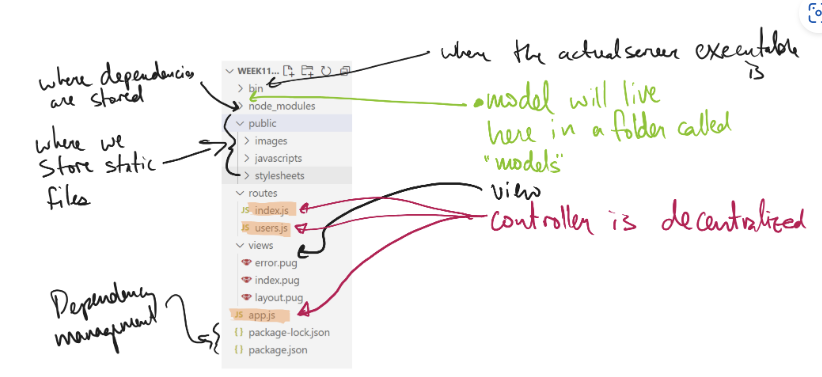 where the actual server executable
is
where dependencies
are stored
where we
store static
files
Dependency
management
WEEK11...
bin
node_modules
public
images
javascripts
stylesheets
routes
JS index.js
JS users.js
views
error.pug
index.pug
layout.pug
JS app.js
{} package-lock.json
{} package.json
• model will live
here in a folder called
"models"
view
controller is decentralized